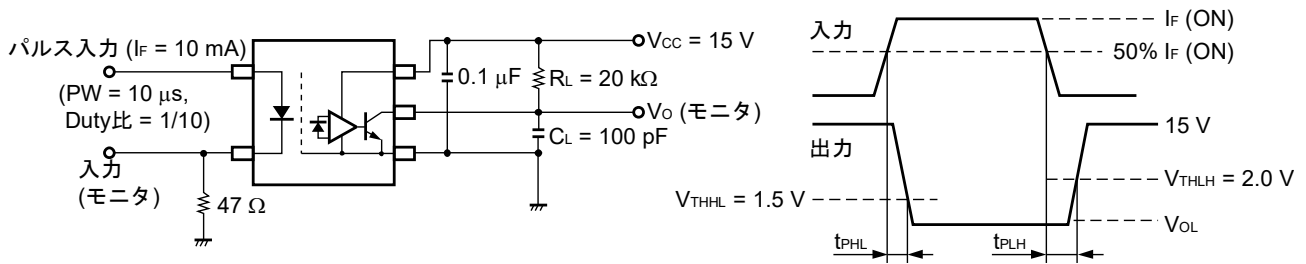 パルス入力 (IF = 10 mA)
(PW = 10 μs,
Duty比 = 1/10)
入力
(モニタ)
47 Ω
0.1 μF
VCC = 15 V
RL = 20 kΩ
VO (モニタ)
CL = 100 pF
入力
IF (ON)
50% IF (ON)
出力
15 V
VTHHL = 1.5 V
VTHLH = 2.0 V
VOL
tPHL
tPLH